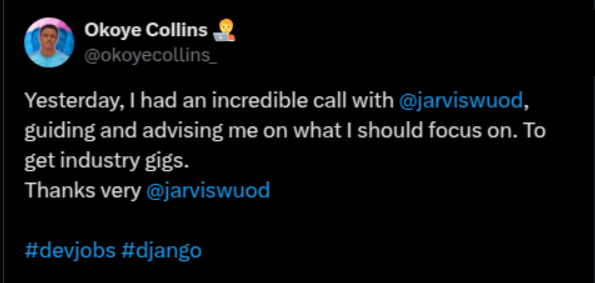 Okoye Collins 🧑‍💻
@okoyecollins_
Yesterday, I had an incredible call with @jarviswuod,
guiding and advising me on what I should focus on. To
get industry gigs.
Thanks very @jarviswuod
#devjobs #django